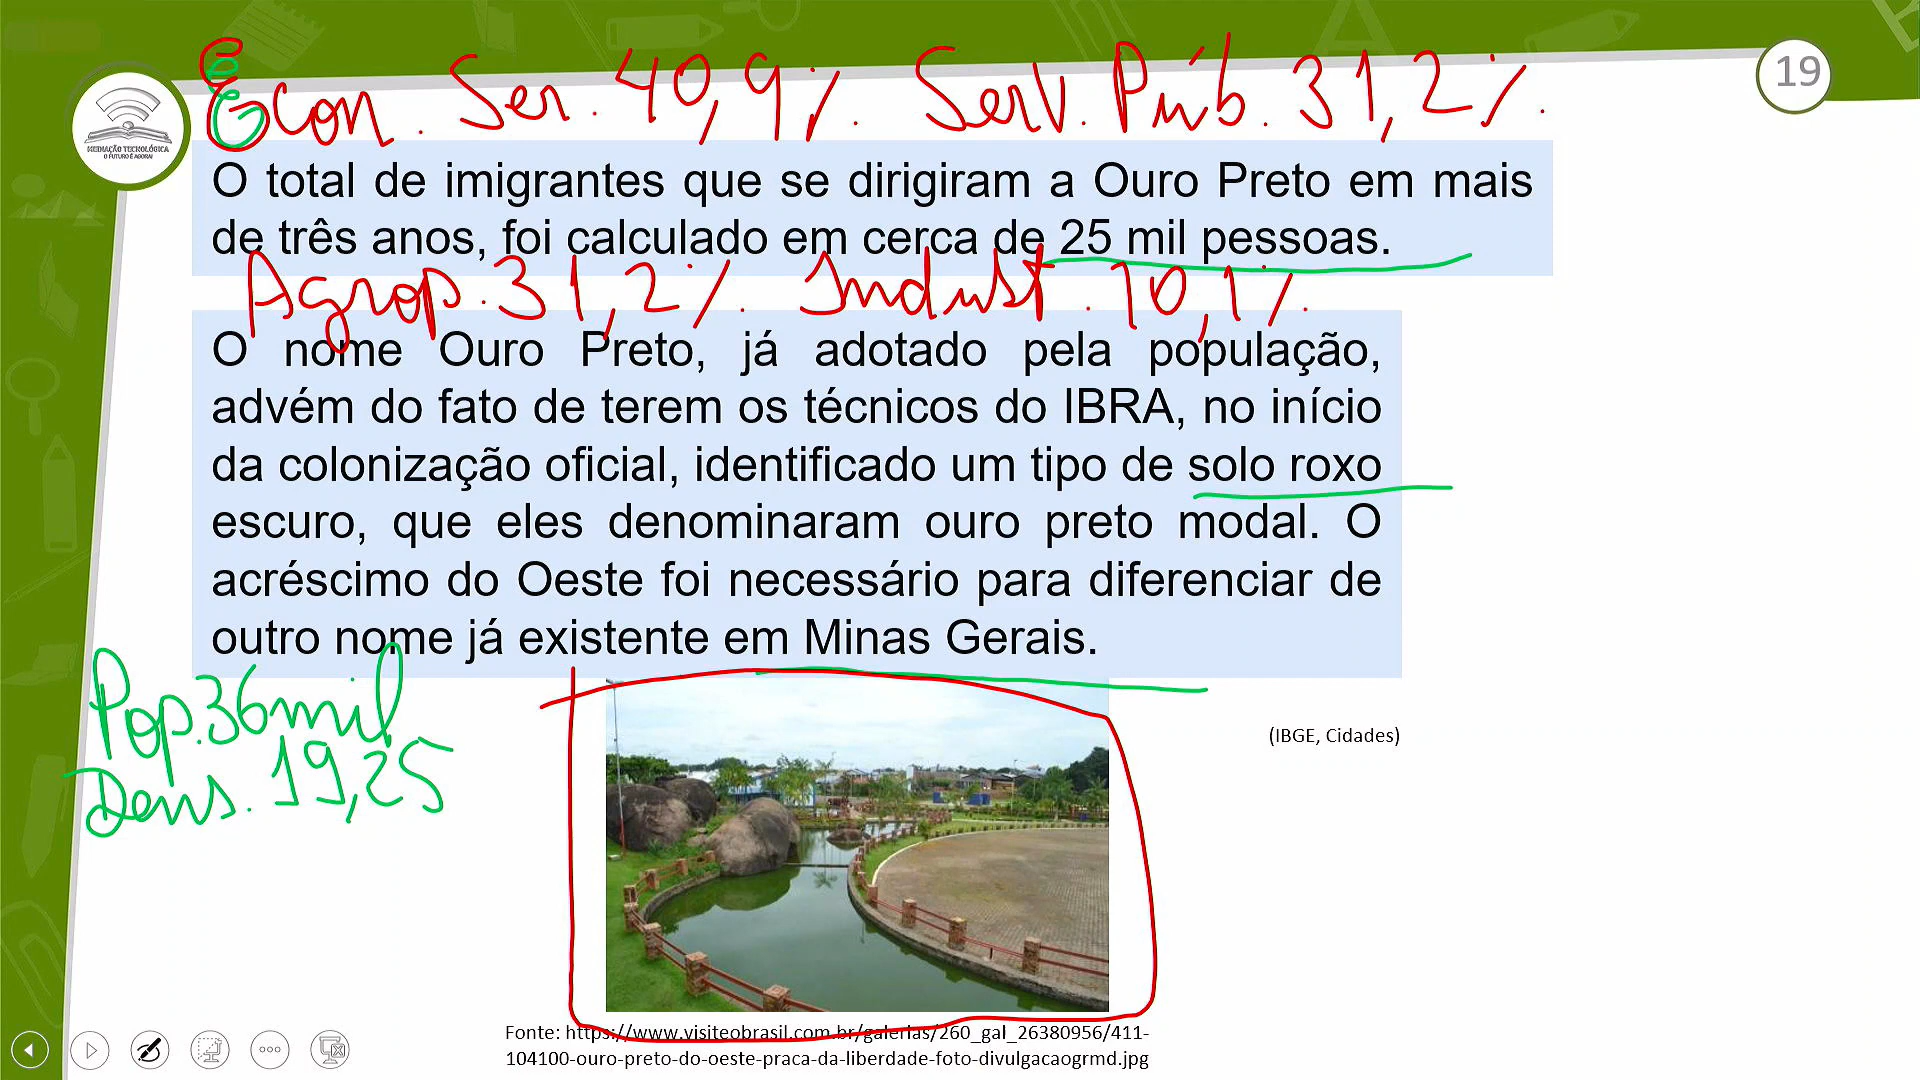 19
Econ. Ser. 40,9%. Serv. Púb. 31,2%.
MEDIAÇÃO TECNOLÓGICA
O FUTURO É AGORA!
O total de imigrantes que se dirigiram a Ouro Preto em mais
de três anos, foi calculado em cerca de 25 mil pessoas.
Agrop. 31,2%. Indust. 10,1%.
O nome Ouro Preto, já adotado pela população,
advém do fato de terem os técnicos do IBRA, no início
da colonização oficial, identificado um tipo de solo roxo
escuro, que eles denominaram ouro preto modal. O
acréscimo do Oeste foi necessário para diferenciar de
outro nome já existente em Minas Gerais.
Pop. 36 mil
Dens. 19,25
(IBGE, Cidades)
Fonte: https://www.visiteobrasil.com.br/galerias/260_gal_26380956/411-
104100-ouro-preto-do-oeste-praca-da-liberdade-foto-divulgacaogrmd.jpg